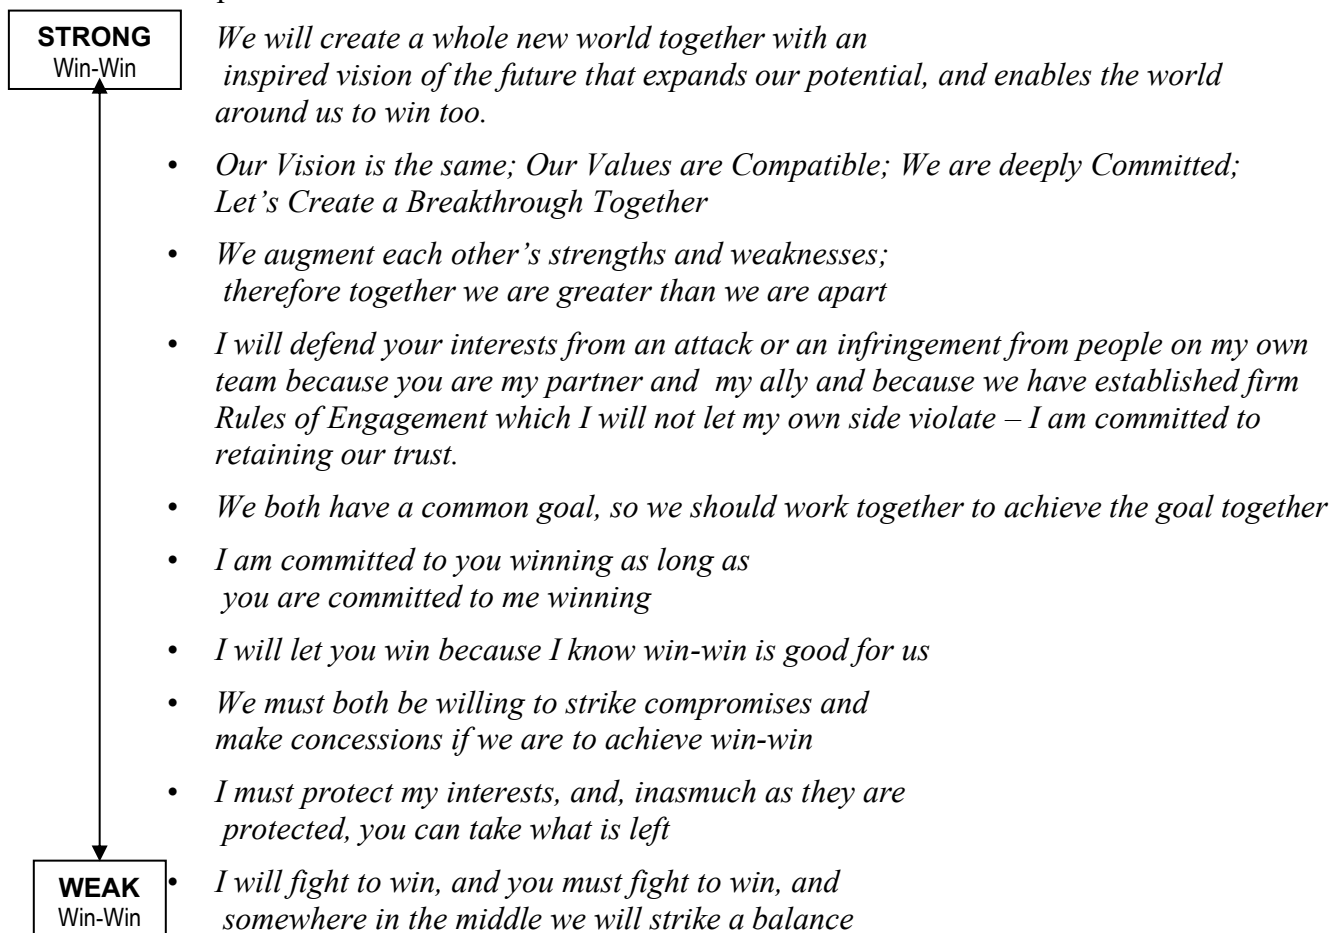 STRONG
Win-Win
We will create a whole new world together with an
inspired vision of the future that expands our potential, and enables the world
around us to win too.
• Our Vision is the same; Our Values are Compatible; We are deeply Committed;
Let’s Create a Breakthrough Together
• We augment each other’s strengths and weaknesses;
therefore together we are greater than we are apart
• I will defend your interests from an attack or an infringement from people on my own
team because you are my partner and my ally and because we have established firm
Rules of Engagement which I will not let my own side violate – I am committed to
retaining our trust.
• We both have a common goal, so we should work together to achieve the goal together
• I am committed to you winning as long as
you are committed to me winning
• I will let you win because I know win-win is good for us
• We must both be willing to strike compromises and
make concessions if we are to achieve win-win
• I must protect my interests, and, inasmuch as they are
protected, you can take what is left
WEAK
Win-Win
• I will fight to win, and you must fight to win, and
somewhere in the middle we will strike a balance